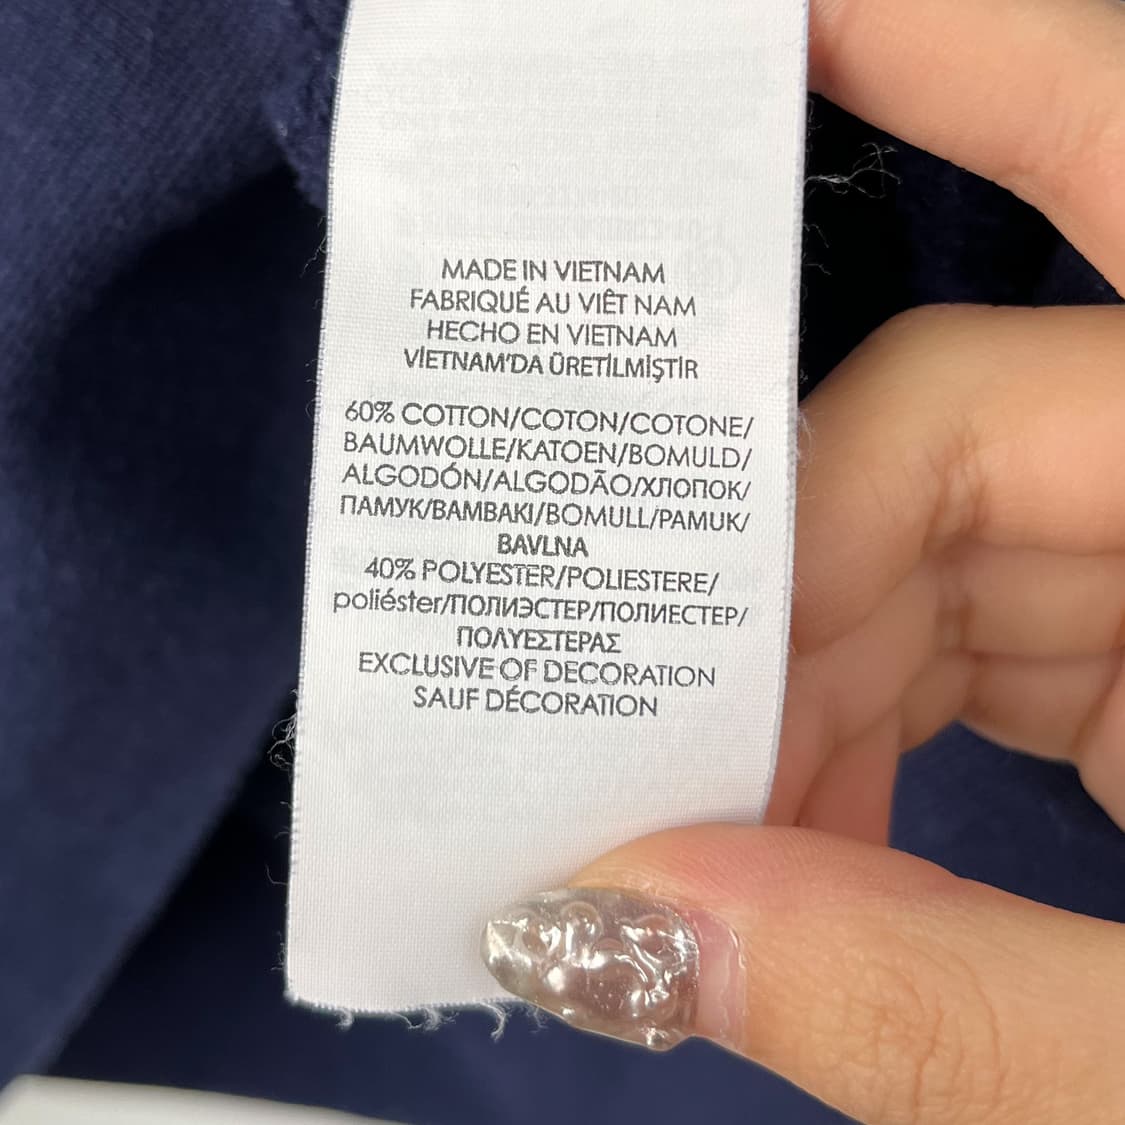 MADE IN VIETNAM
FABRIQUÉ AU VIÊT NAM
HECHO EN VIETNAM
VİETNAM'DA ÜRETİLMİŞTİR
60% COTTON/COTON/COTONE/
BAUMWOLLE/KATOEN/BOMULD/
ALGODÓN/ALGODÃO/ХЛОПОК/
ПАМУК/ΒΑΜΒΑΚΙ/BOMULL/PAMUK/
BAVLNA
40% POLYESTER/POLIESTERE/
poliéster/ПОЛИЭСТЕР/ПОЛИЕСТЕР/
ΠΟΛΥΕΣΤΕΡΑΣ
EXCLUSIVE OF DECORATION
SAUF DÉCORATION